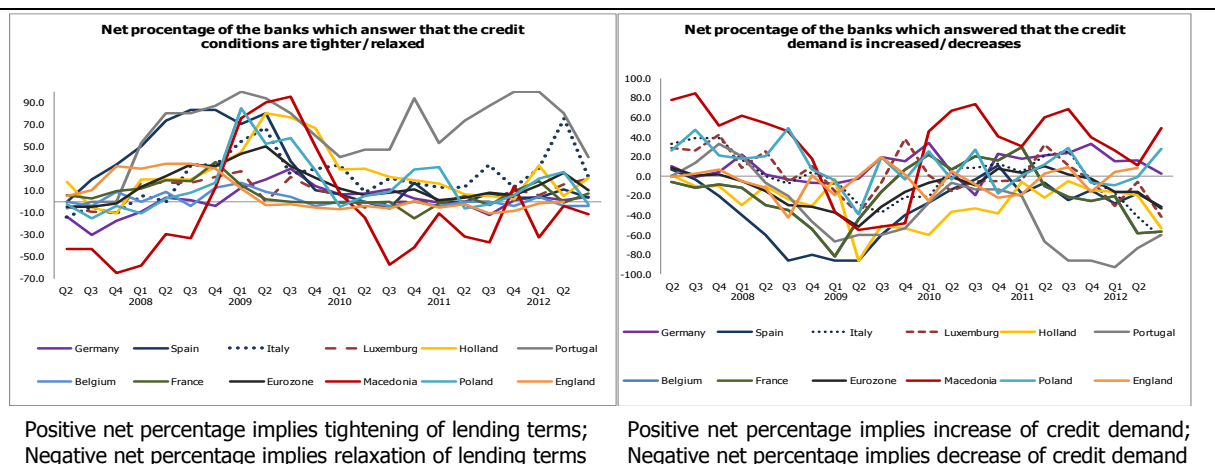 Net procentage of the banks which answer that the credit
conditions are tighter/relaxed
90.0
70.0
50.0
30.0
10.0
-10.0
-30.0
-50.0
-70.0
Q2 Q3 Q4 Q1 Q2 Q3 Q4 Q1 Q2 Q3 Q4 Q1 Q2 Q3 Q4 Q1 Q2 Q3 Q4 Q1 Q2
2008 2009 2010 2011 2012
Germany Spain Italy Luxemburg Holland Portugal
Belgium France Eurozone Macedonia Poland England
Positive net percentage implies tightening of lending terms;
Negative net percentage implies relaxation of lending terms
Net procentage of the banks which answered that the credit
demand is increased/decreases
100.0
80.0
60.0
40.0
20.0
0.0
-20.0
-40.0
-60.0
-80.0
-100.0
Q2 Q3 Q4 Q1 Q2 Q3 Q4 Q1 Q2 Q3 Q4 Q1 Q2 Q3 Q4 Q1 Q2 Q3 Q4 Q1 Q2
2008 2009 2010 2011 2012
Germany Spain Italy Luxemburg Holland Portugal
Belgium France Eurozone Macedonia Poland England
Positive net percentage implies increase of credit demand;
Negative net percentage implies decrease of credit demand